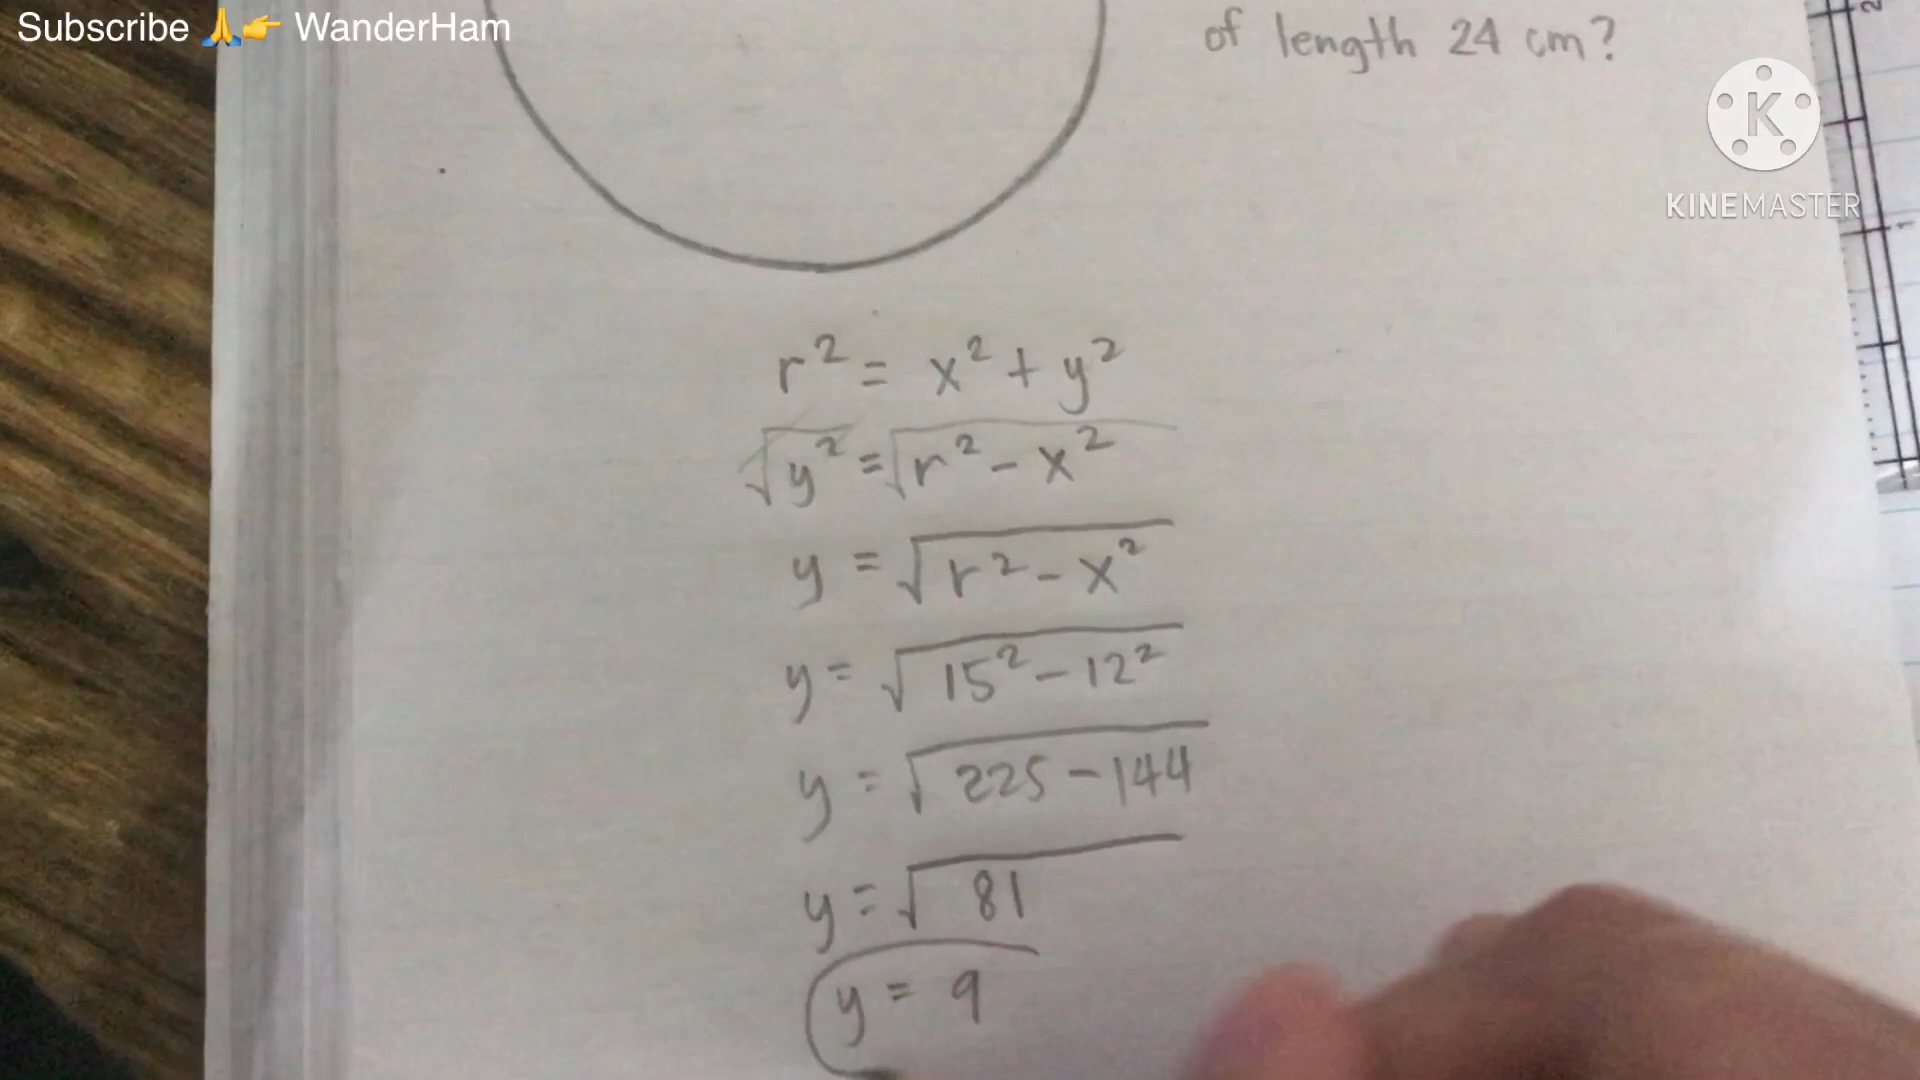 Subscribe 🙏👉 WanderHam
of length 24 cm?
KINEMASTER
r² = x² + y²
√y² = √r² - x²
y = √r² - x²
y = √15² - 12²
y = √225 - 144
y = √81
y = 9